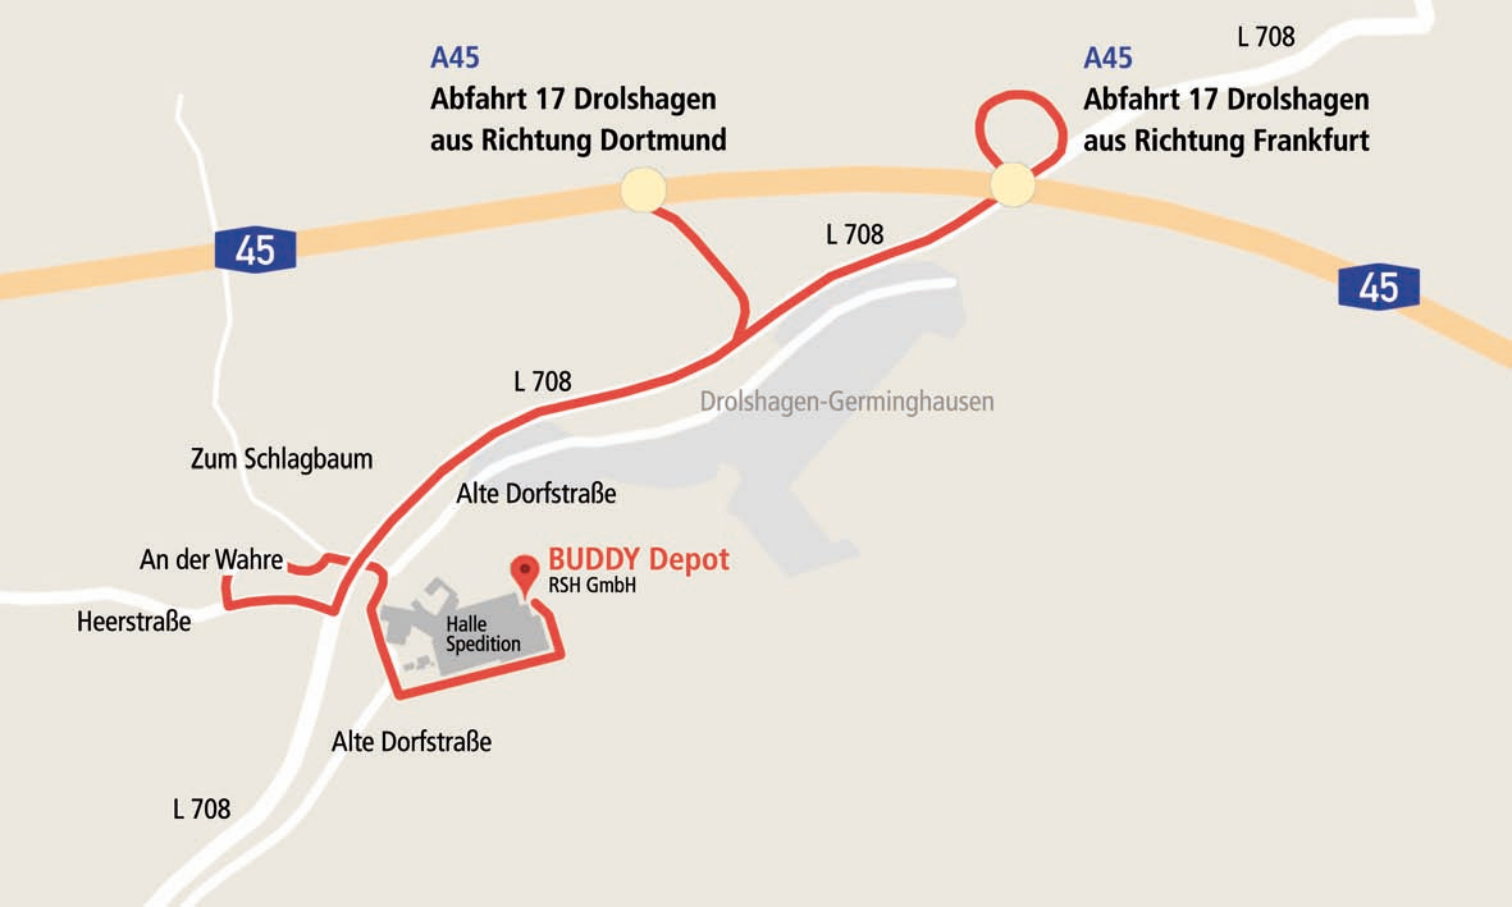 L 708
A45
Abfahrt 17 Drolshagen
aus Richtung Dortmund
A45
Abfahrt 17 Drolshagen
aus Richtung Frankfurt
45
L 708
45
L 708
Drolshagen-Germinghausen
Zum Schlagbaum
Alte Dorfstraße
An der Wahre
BUDDY Depot
RSH GmbH
Heerstraße
Halle
Spedition
Alte Dorfstraße
L 708